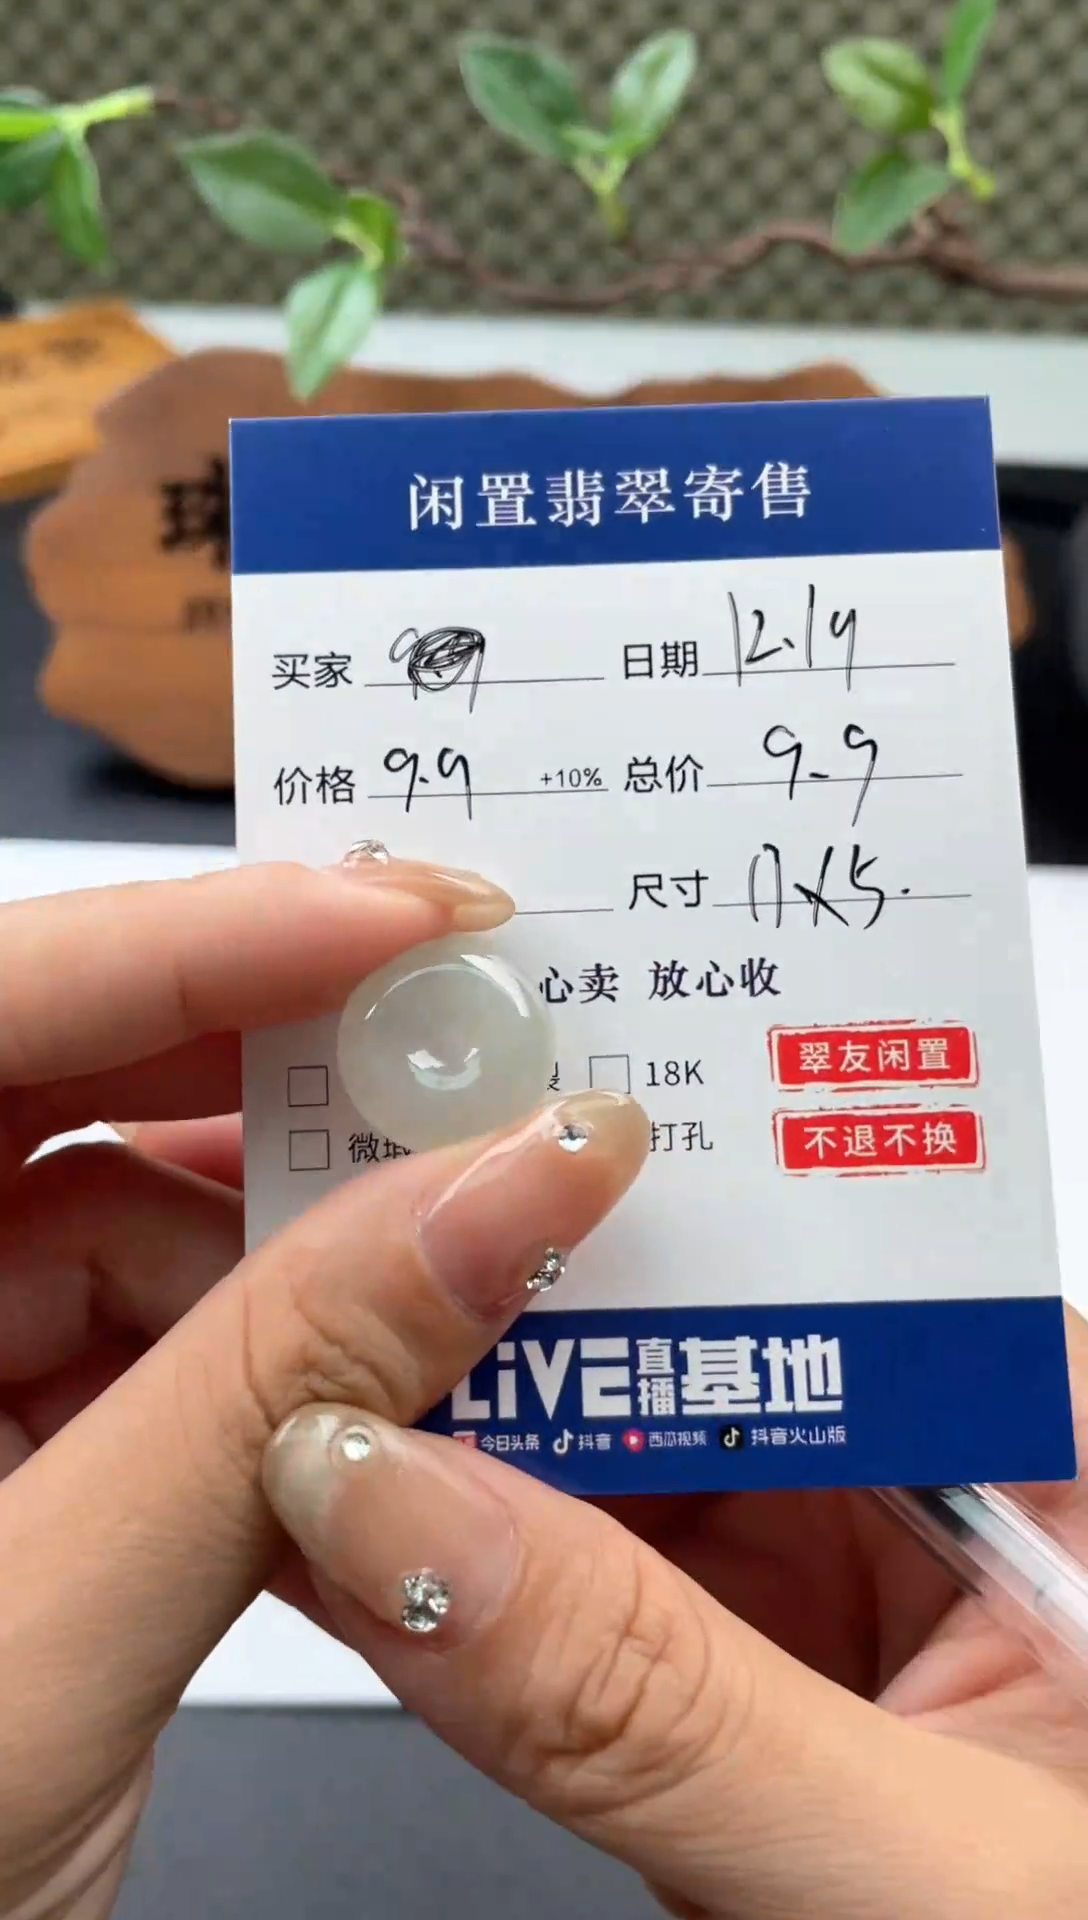 闲置翡翠寄售
买家 日期 12.19
价格 9.9 +10% 总价 9.9
尺寸 17x5.
心卖 放心收
18K 翠友闲置
微 打孔 不退不换
LiVE直播基地
今日头条 抖音 西瓜视频 抖音火山版